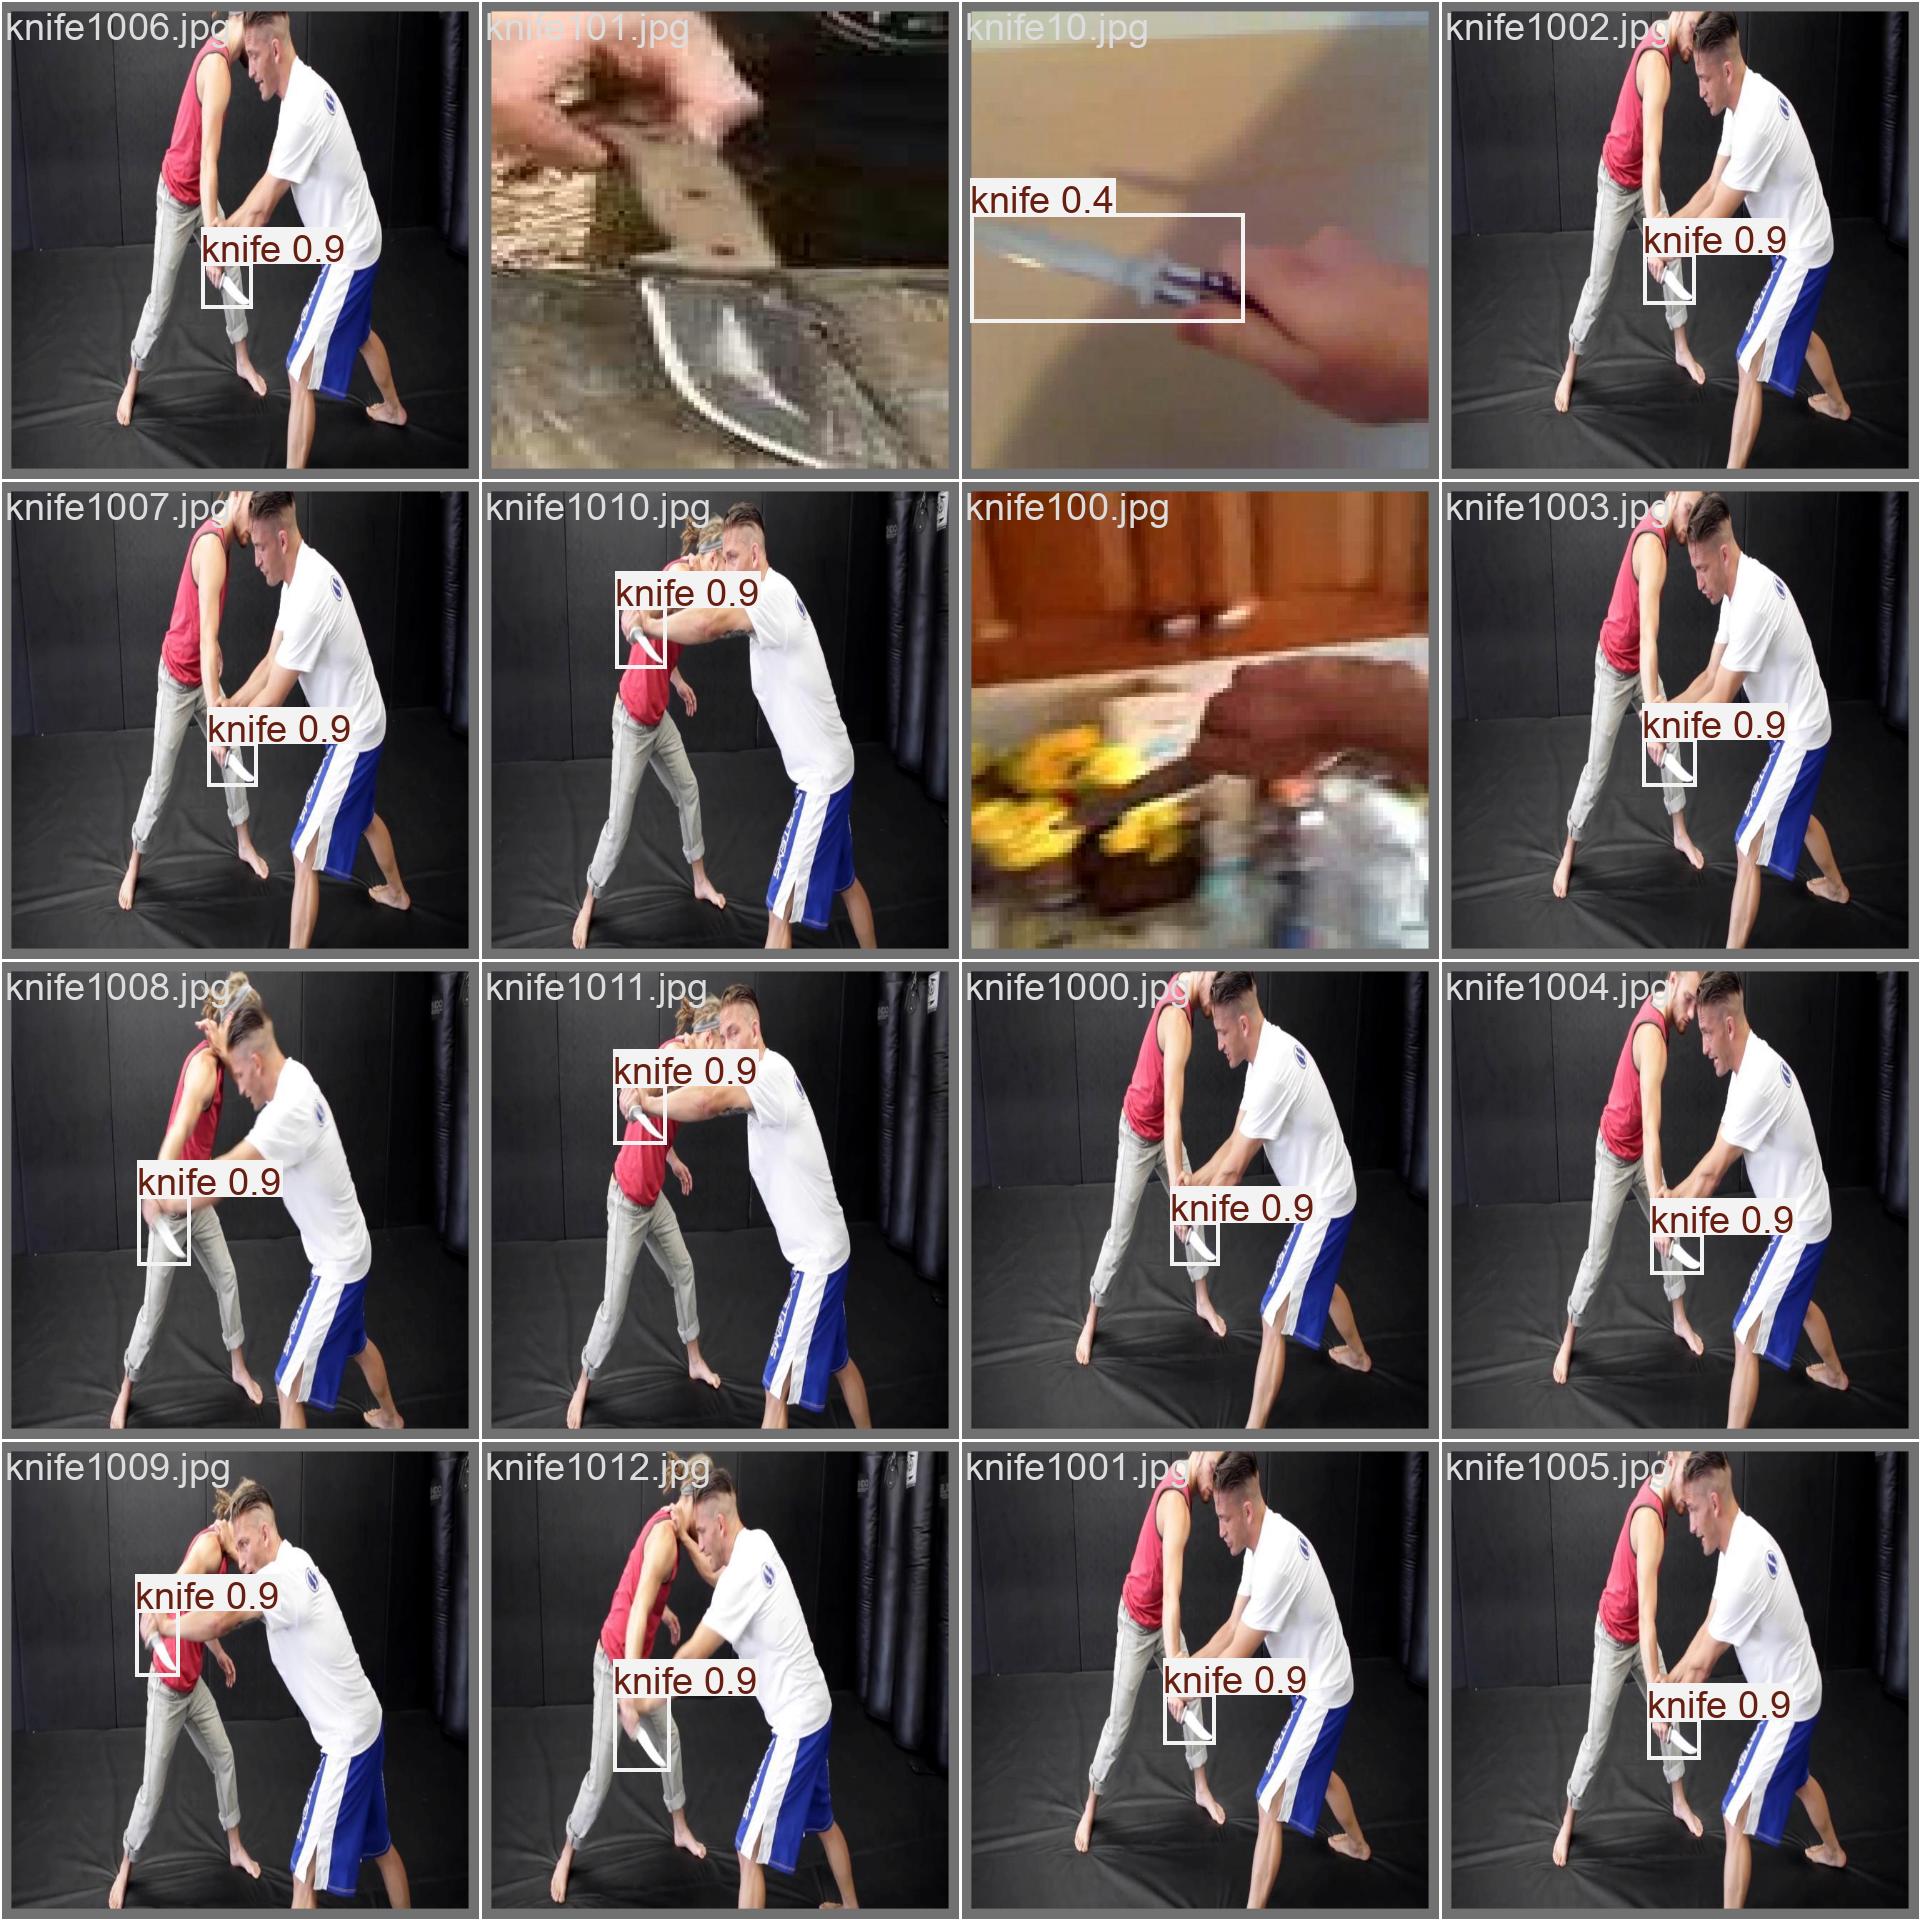 knife1006.jpg
knife 0.9
knife101.jpg
knife10.jpg
knife 0.4
knife1002.jpg
knife 0.9
knife1007.jpg
knife 0.9
knife1010.jpg
knife 0.9
knife100.jpg
knife1003.jpg
knife 0.9
knife1008.jpg
knife 0.9
knife1011.jpg
knife 0.9
knife1000.jpg
knife 0.9
knife1004.jpg
knife 0.9
knife1009.jpg
knife 0.9
knife1012.jpg
knife 0.9
knife1001.jpg
knife 0.9
knife1005.jpg
knife 0.9